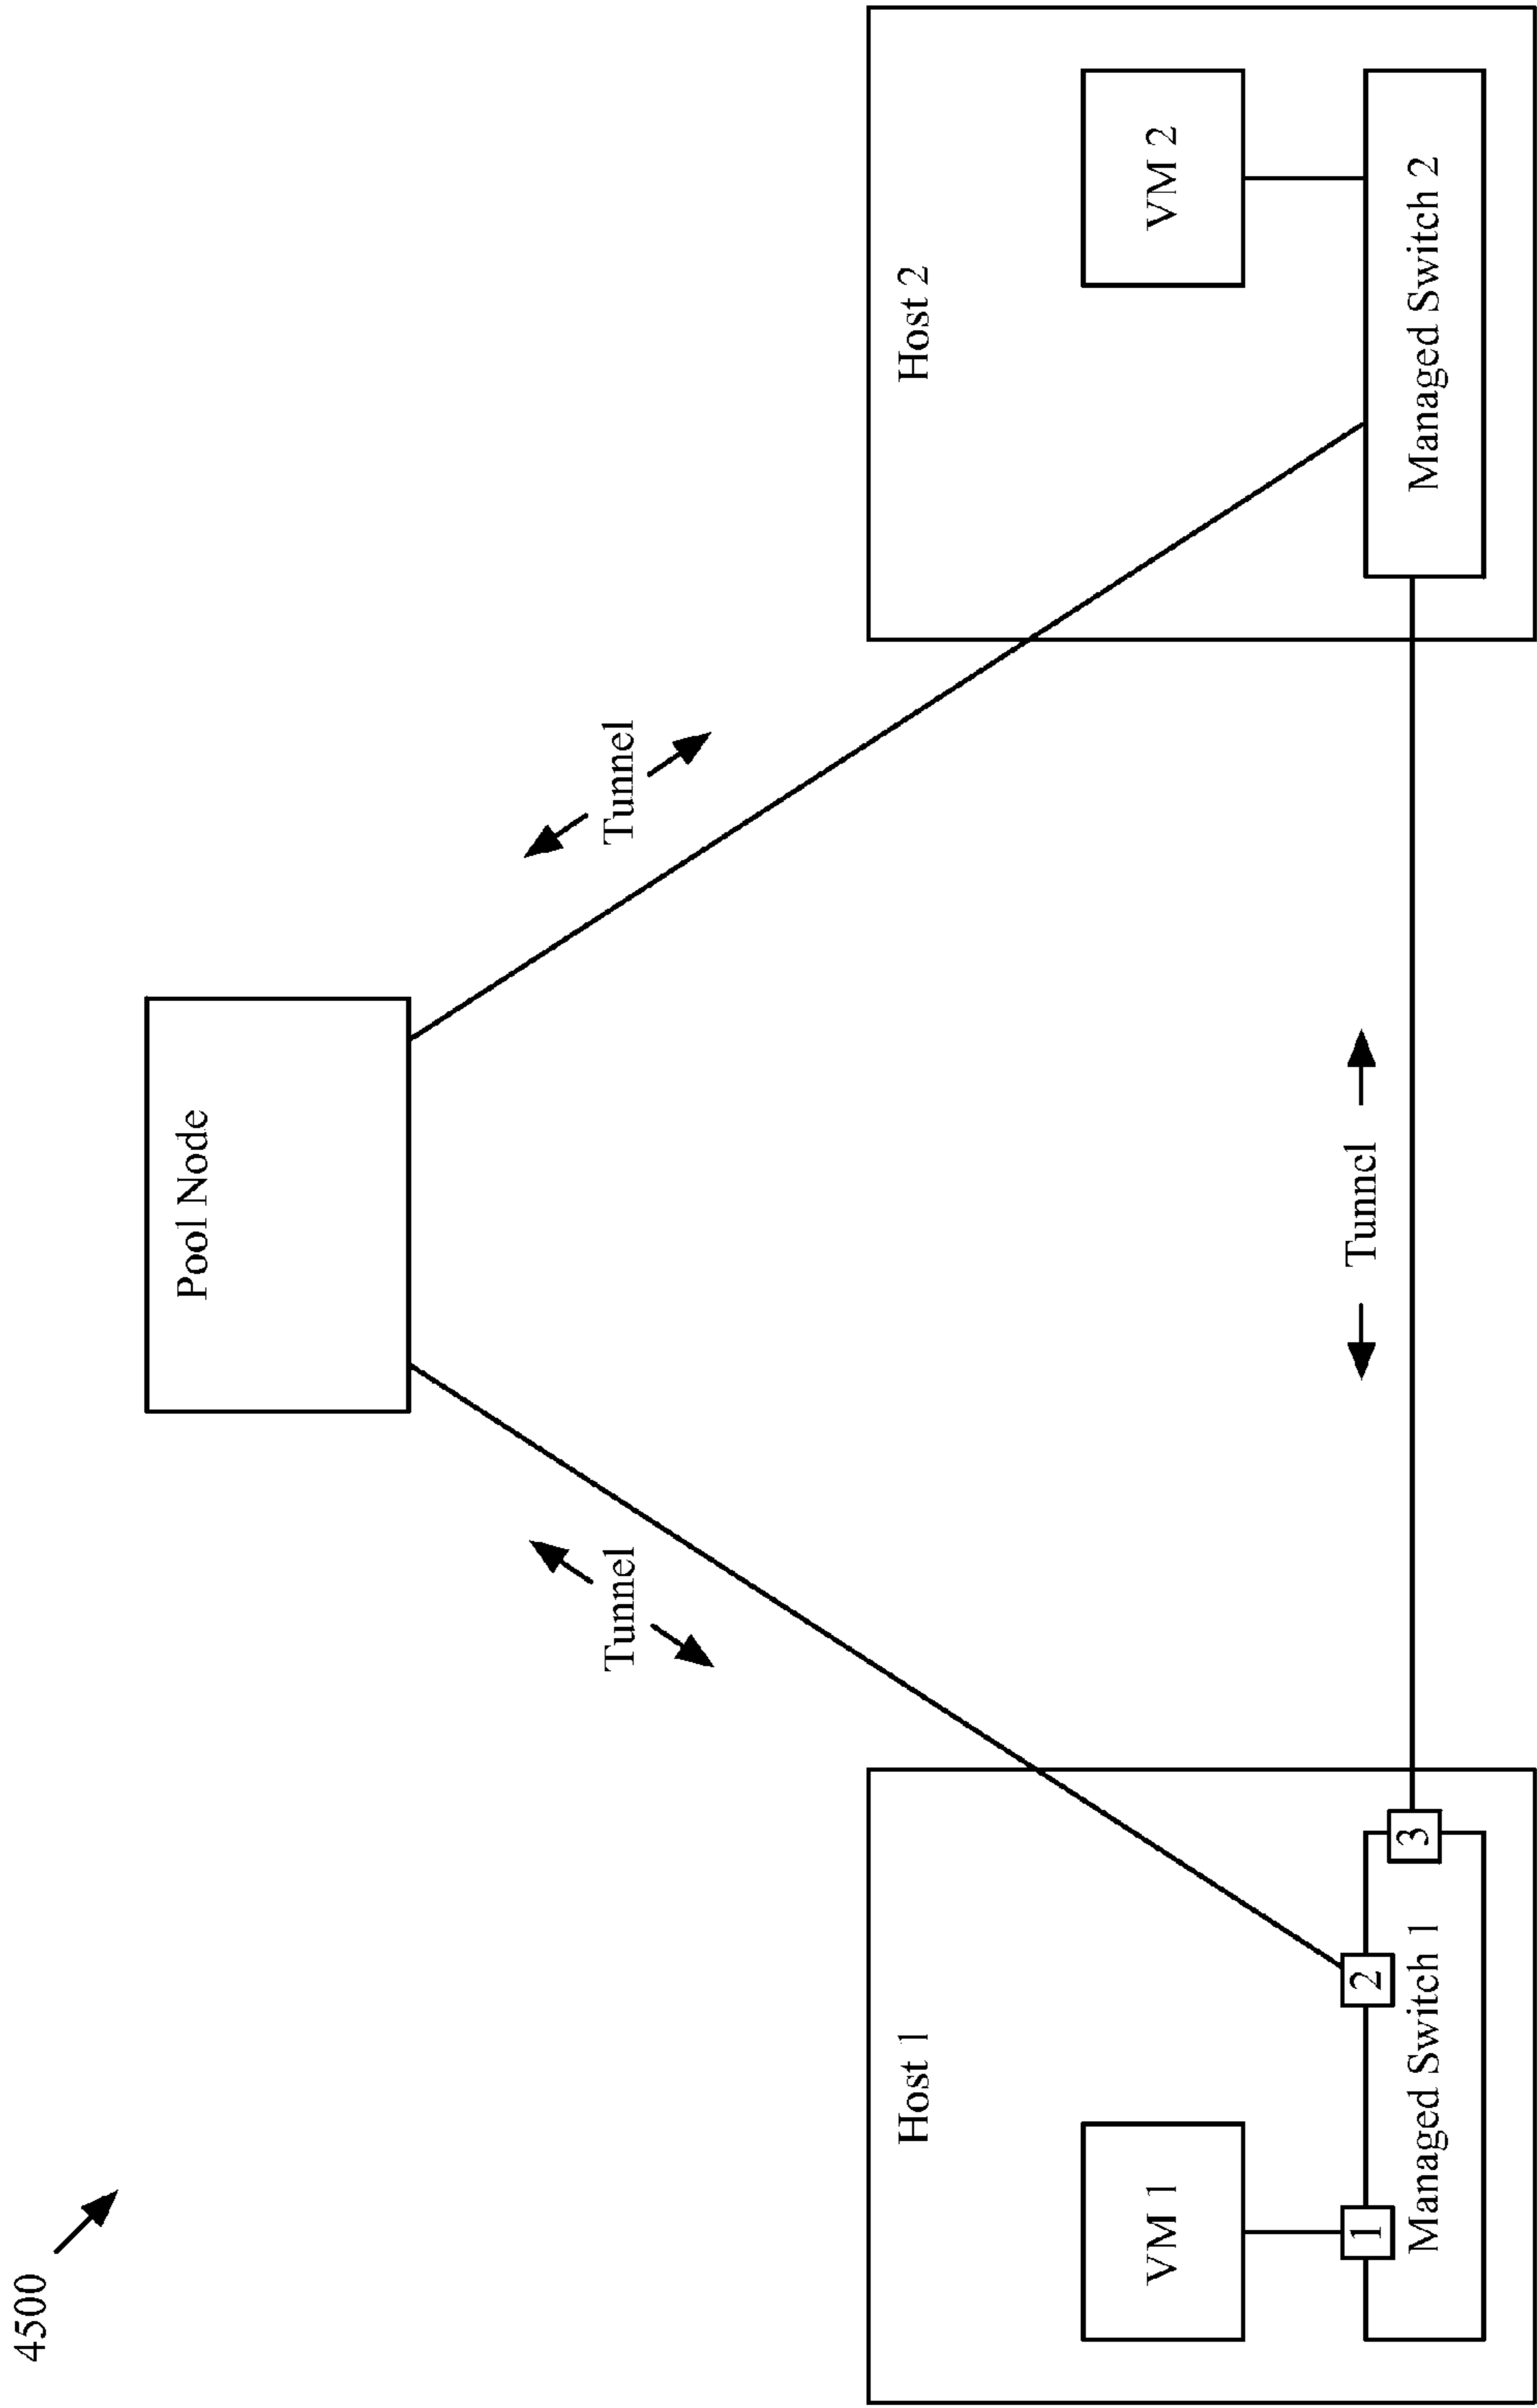 4500
Pool Node
Tunnel
Tunnel
Host 1
Host 2
VM 1
VM 2
Tunnel
1
2
3
Managed Switch 1
Managed Switch 2